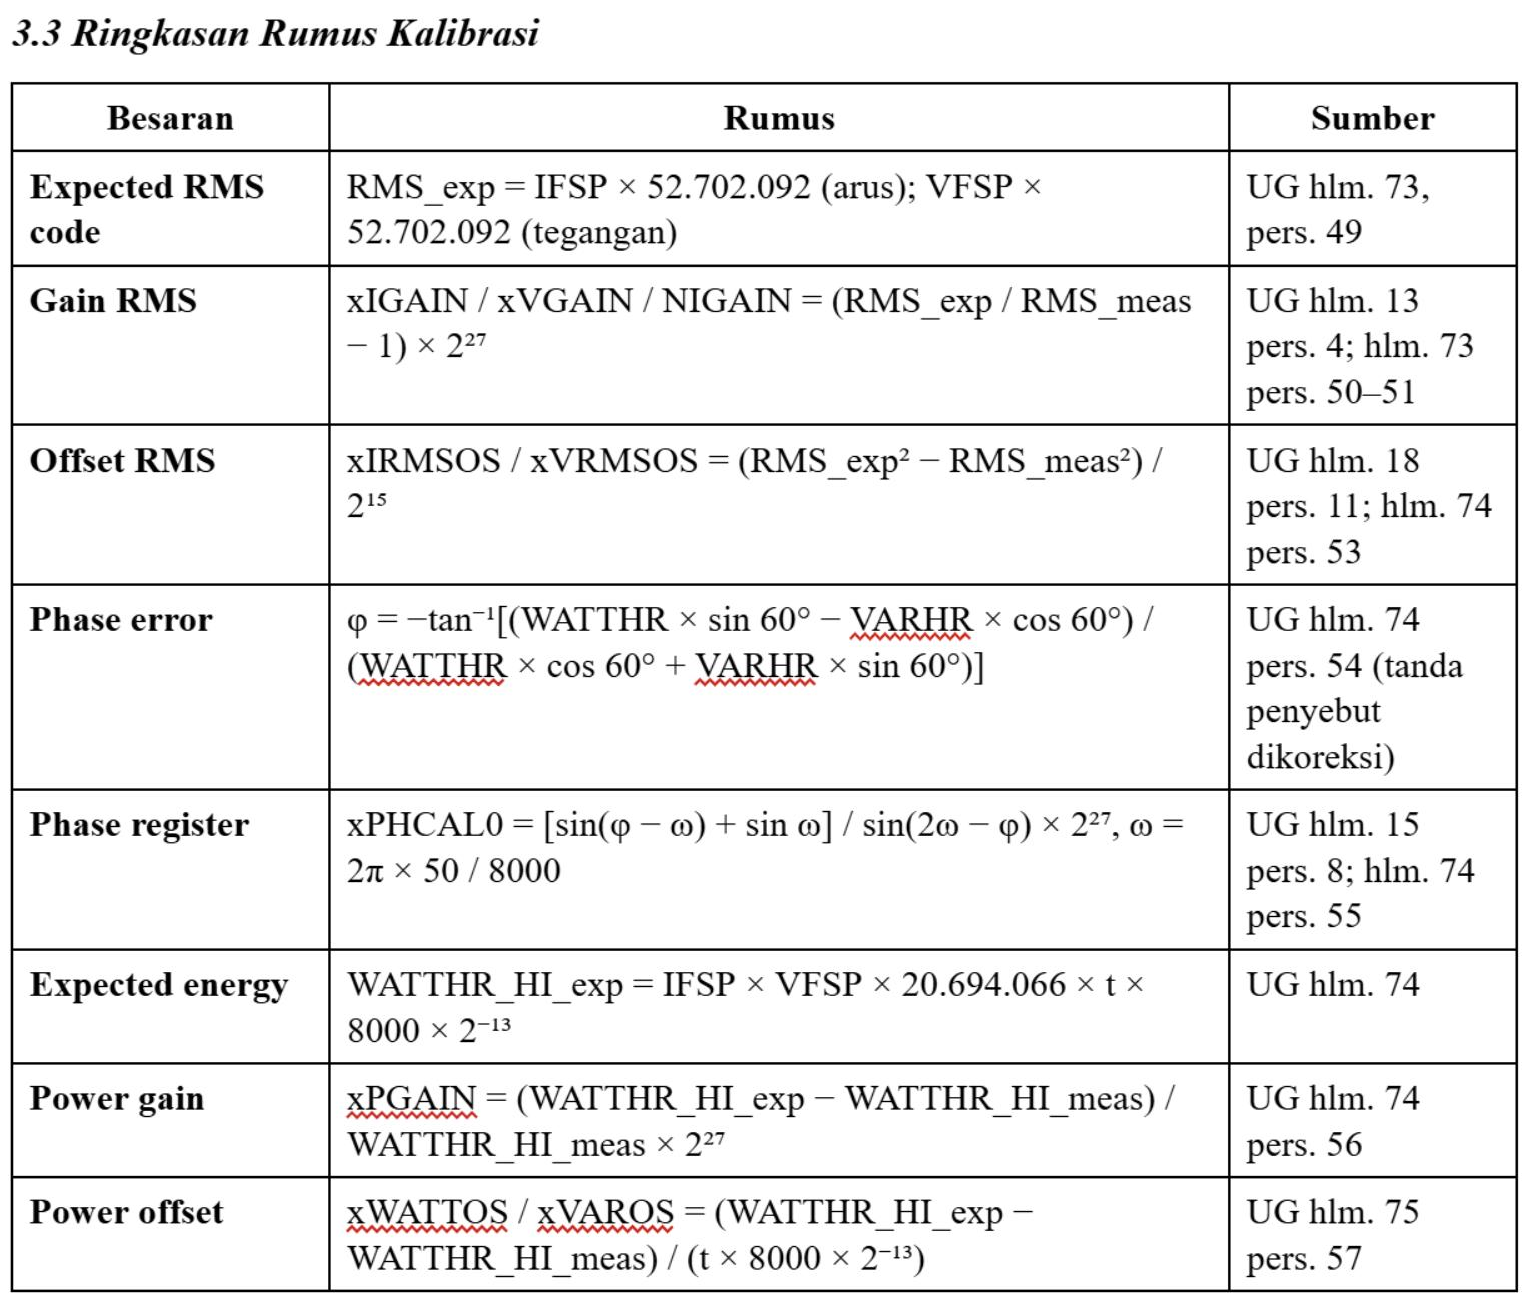 3.3 Ringkasan Rumus Kalibrasi
Besaran Rumus Sumber
Expected RMS code
RMS_exp = IFSP × 52.702.092 (arus); VFSP ×
52.702.092 (tegangan)
UG hlm. 73,
pers. 49
Gain RMS
xIGAIN / xVGAIN / NIGAIN = (RMS_exp / RMS_meas
− 1) × 2²⁷
UG hlm. 13
pers. 4; hlm. 73
pers. 50–51
Offset RMS
xIRMSOS / xVRMSOS = (RMS_exp² − RMS_meas²) /
2¹⁵
UG hlm. 18
pers. 11; hlm. 74
pers. 53
Phase error
φ = −tan⁻¹[(WATTHR × sin 60° − VARHR × cos 60°) /
(WATTHR × cos 60° + VARHR × sin 60°)]
UG hlm. 74
pers. 54 (tanda
penyebut
dikoreksi)
Phase register
xPHCAL0 = [sin(φ − ω) + sin ω] / sin(2ω − φ) × 2²⁷, ω =
2π × 50 / 8000
UG hlm. 15
pers. 8; hlm. 74
pers. 55
Expected energy
WATTHR_HI_exp = IFSP × VFSP × 20.694.066 × t ×
8000 × 2⁻¹³
UG hlm. 74
Power gain
xPGAIN = (WATTHR_HI_exp − WATTHR_HI_meas) /
WATTHR_HI_meas × 2²⁷
UG hlm. 74
pers. 56
Power offset
xWATTOS / xVAROS = (WATTHR_HI_exp −
WATTHR_HI_meas) / (t × 8000 × 2⁻¹³)
UG hlm. 75
pers. 57